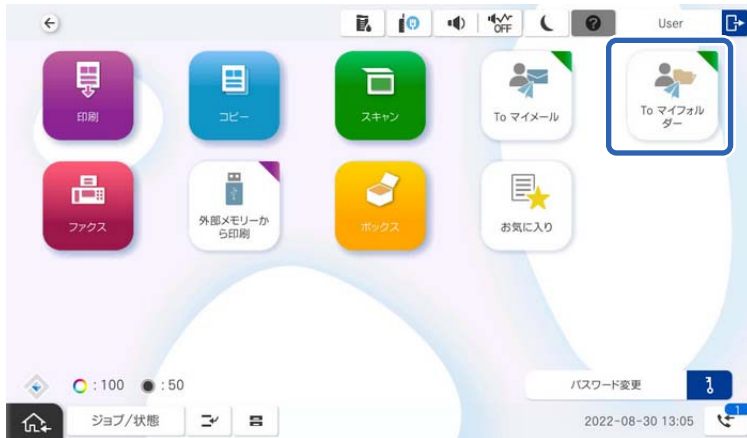 OFF
?
User
印刷
コピー
スキャン
To マイメール
To マイフォル
ダー
ファクス
外部メモリーか
ら印刷
ボックス
お気に入り
: 100
: 50
パスワード変更
ジョブ/状態
2022-08-30 13:05
1